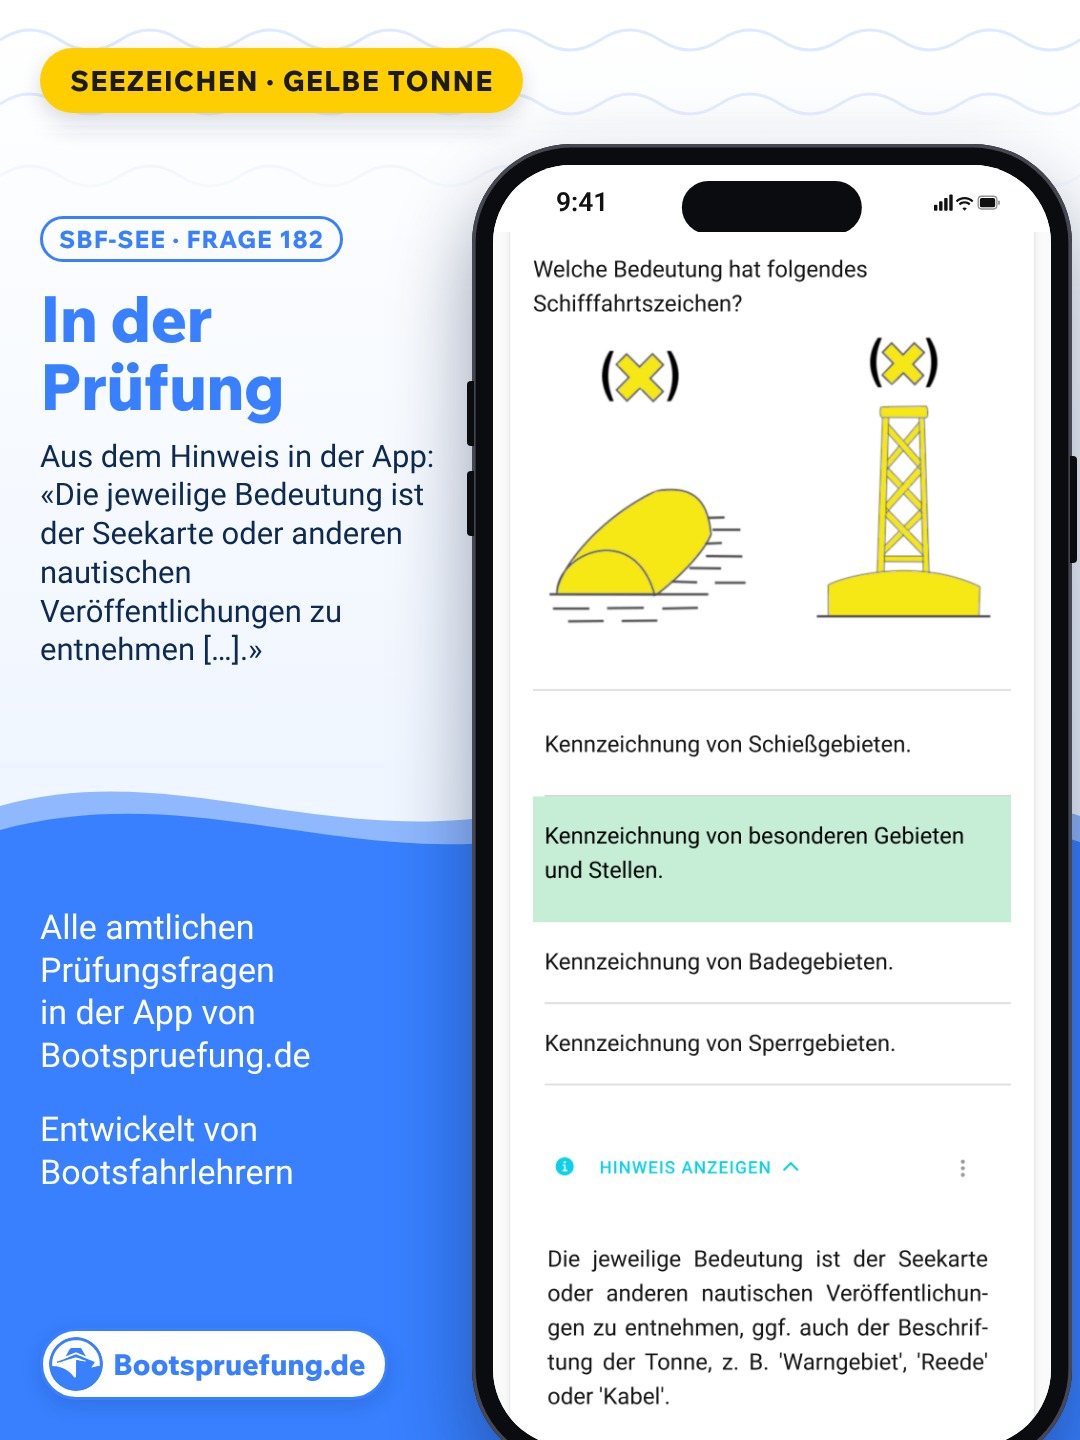 SEEZEICHEN · GELBE TONNE
SBF-SEE · FRAGE 182
In der
Prüfung
Aus dem Hinweis in der App:
«Die jeweilige Bedeutung ist
der Seekarte oder anderen
nautischen
Veröffentlichungen zu
entnehmen [...].»
Alle amtlichen
Prüfungsfragen
in der App von
Bootspruefung.de
Entwickelt von
Bootsfahrlehrern
Bootspruefung.de
9:41
Welche Bedeutung hat folgendes
Schifffahrtszeichen?
( )
( )
Kennzeichnung von Schießgebieten.
Kennzeichnung von besonderen Gebieten
und Stellen.
Kennzeichnung von Badegebieten.
Kennzeichnung von Sperrgebieten.
HINWEIS ANZEIGEN
Die jeweilige Bedeutung ist der Seekarte
oder anderen nautischen Veröffentlichun-
gen zu entnehmen, ggf. auch der Beschrif-
tung der Tonne, z. B. 'Warngebiet', 'Reede'
oder 'Kabel'.